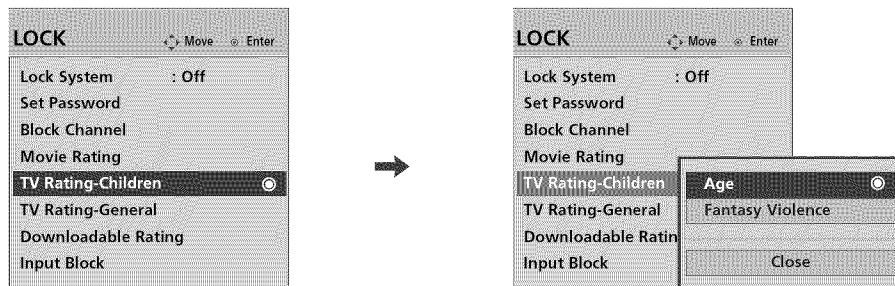 LOCK Move Enter
Lock System : Off
Set Password
Block Channel
Movie Rating
TV Rating-Children
TV Rating-General
Downloadable Rating
Input Block
LOCK Move Enter
Lock System : Off
Set Password
Block Channel
Movie Rating
TV Rating-Children
TV Rating-General
Downloadable Ratin
Input Block
Age
Fantasy Violence
Close